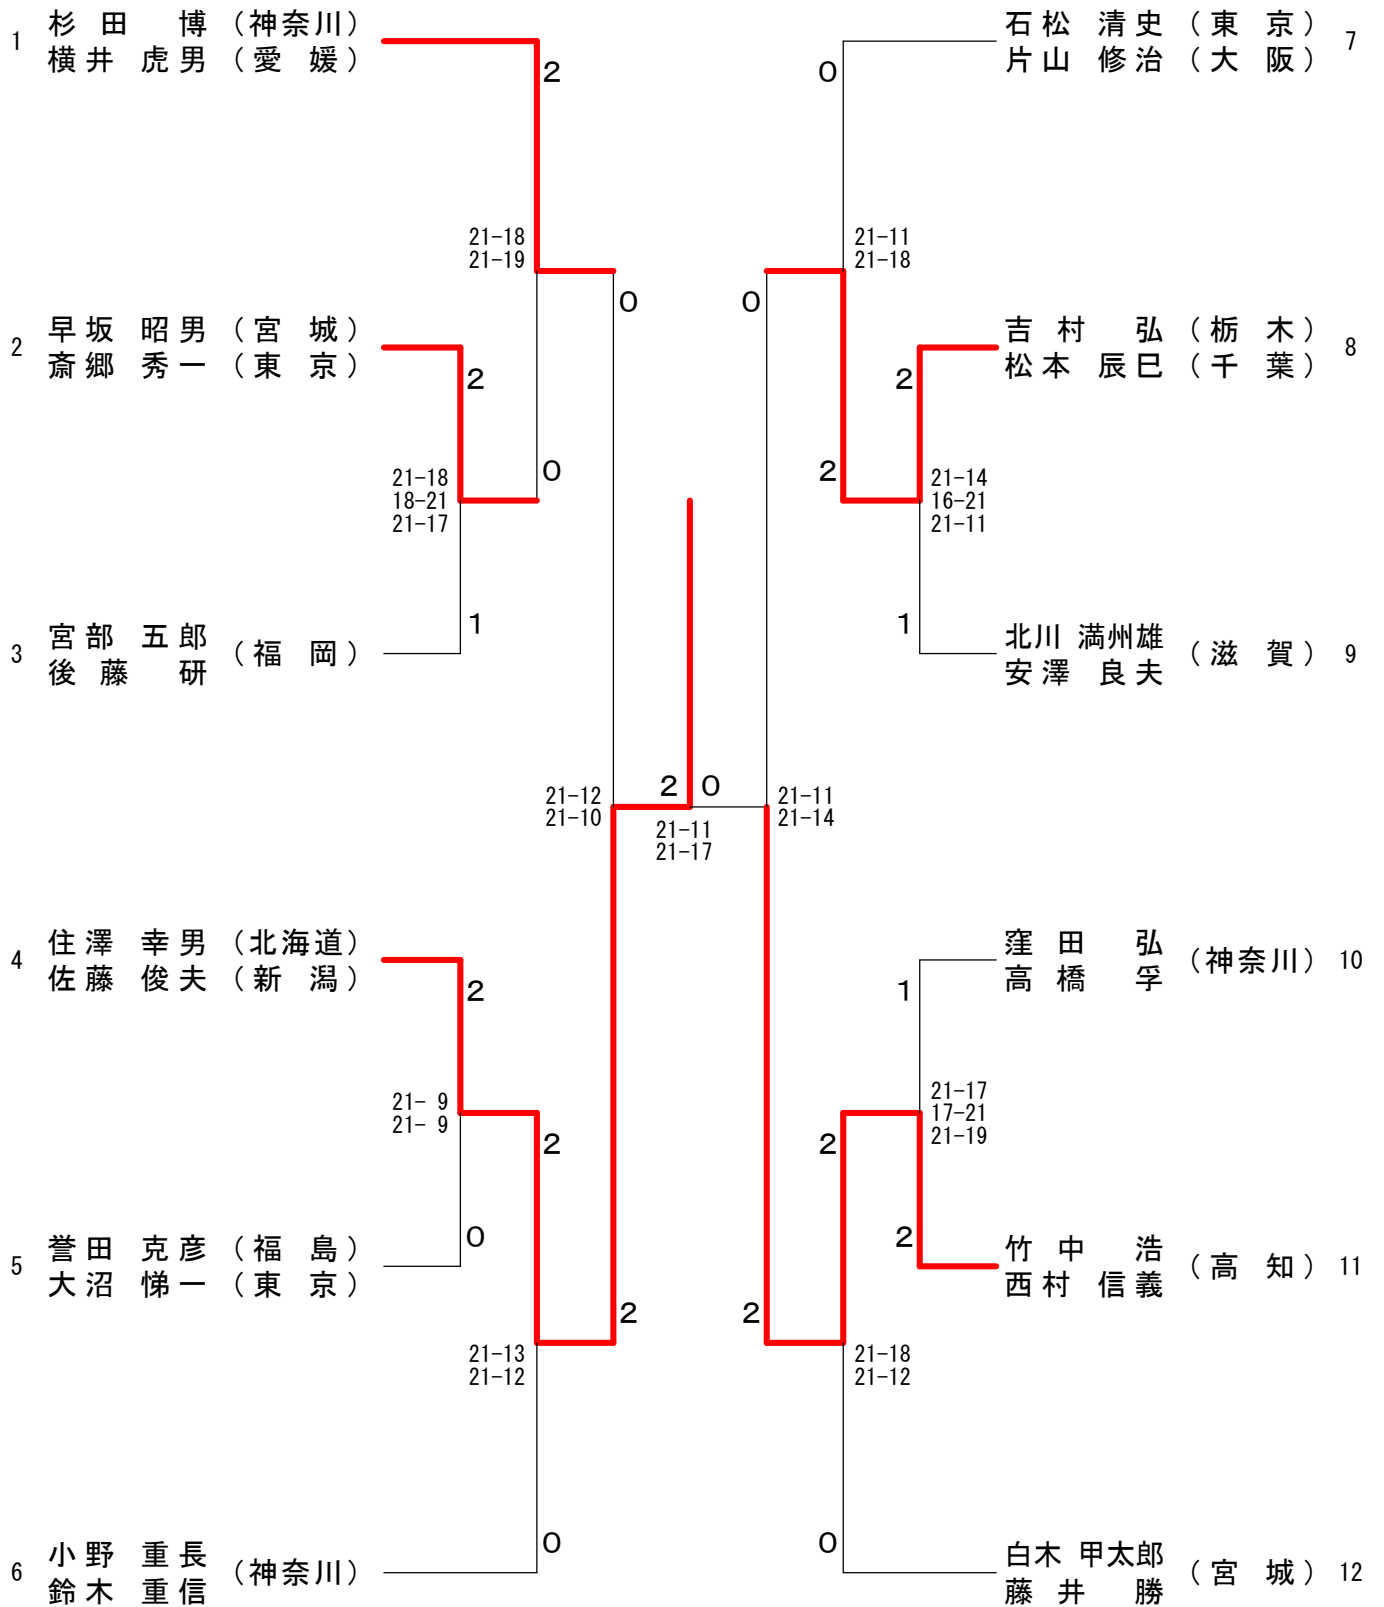 1 杉田 博 (神奈川)
横井 虎男 (愛媛)
2
21-18
21-19
0
2 早坂 昭男 (宮城)
斎郷 秀一 (東京)
2
0
21-18
18-21
21-17
1
3 宮部 五郎 (福岡)
後藤 研
21-12
21-10
2 0
21-11
21-17
4 住澤 幸男 (北海道)
佐藤 俊夫 (新潟)
2
21- 9
21- 9
2
0
5 誉田 克彦 (福島)
大沼 悌一 (東京)
2
21-13
21-12
0
6 小野 重長 (神奈川)
鈴木 重信
石松 清史 (東京) 7
片山 修治 (大阪)
0
21-11
21-18
0
吉村 弘 (栃木) 8
松本 辰巳 (千葉)
2
2
21-14
16-21
21-11
1
北川 満州雄 (滋賀) 9
安澤 良夫
21-11
21-14
窪田 弘 (神奈川) 10
高橋 孚
1
21-17
17-21
21-19
2
2
竹中 浩 (高知) 11
西村 信義
2
21-18
21-12
0
白木 甲太郎 (宮城) 12
藤井 勝